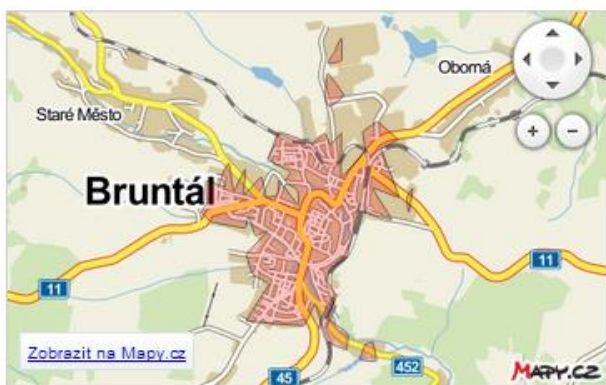 Oborná
Staré Město
Bruntál
11
11
Zobrazit na Mapy.cz
45
452
MAPY.CZ